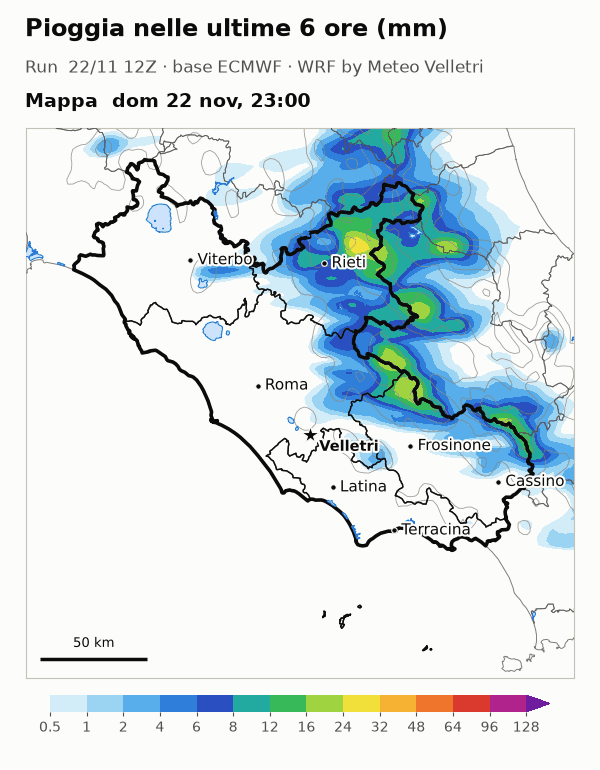 Pioggia nelle ultime 6 ore (mm)
Run  22/11 12Z · base ECMWF · WRF by Meteo Velletri
Mappa  dom 22 nov, 23:00
Viterbo
Rieti
Roma
Velletri
Frosinone
Cassino
Latina
Terracina
50 km
0.5 1 2 4 6 8 12 16 24 32 48 64 96 128